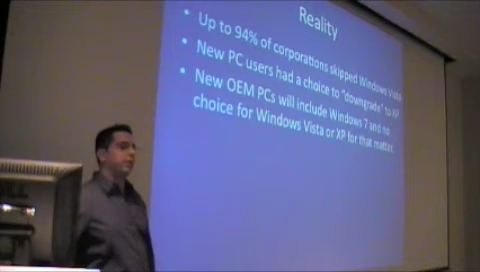 Reality
• Up to 94% of corporations skipped Windows Vista
• New PC users had a choice to "downgrade" to XP
• New OEM PCs will include Windows 7 and no
choice for Windows Vista or XP for that matter